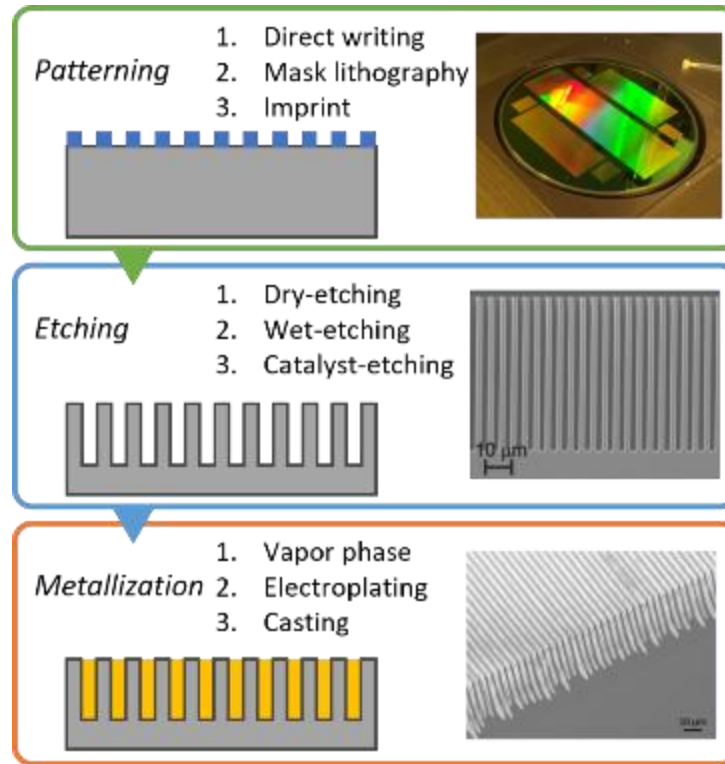 Patterning
1. Direct writing
2. Mask lithography
3. Imprint
Etching
1. Dry-etching
2. Wet-etching
3. Catalyst-etching
10 μm
Metallization
1. Vapor phase
2. Electroplating
3. Casting